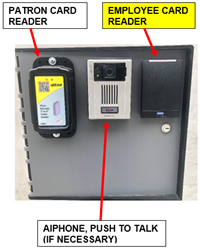 PATRON CARD
READER
EMPLOYEE CARD
READER
AIPHONE, PUSH TO TALK
(IF NECESSARY)